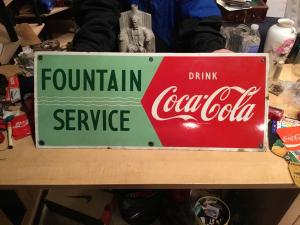 FOUNTAIN
SERVICE
DRINK
Coca-Cola